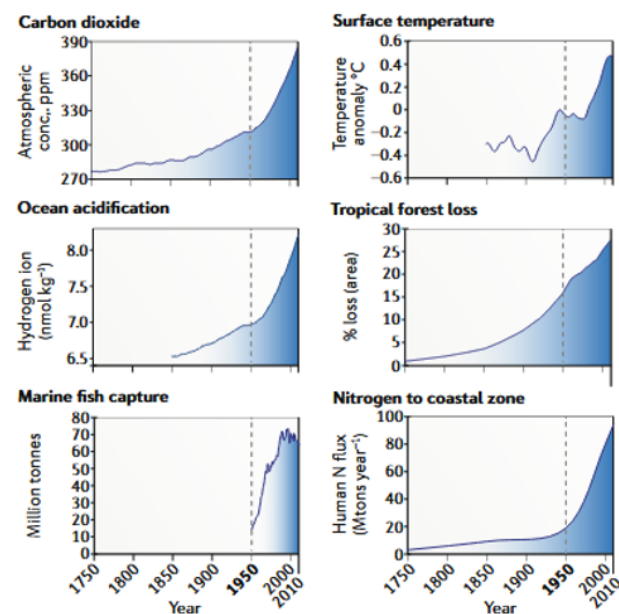 Carbon dioxide
390
360
330
300
270
Atmospheric
conc., ppm
Surface temperature
0.6
0.4
0.2
0
−0.2
−0.4
−0.6
Temperature
anomaly °C
Ocean acidification
8.0
7.5
7.0
6.5
Hydrogen ion
(nmol kg⁻¹)
Tropical forest loss
30
25
20
15
10
5
0
% loss (area)
Marine fish capture
80
70
60
50
40
30
20
10
0
Million tonnes
1750
1800
1850
1900
1950
2000
2010
Year
Nitrogen to coastal zone
100
80
60
40
20
0
Human N flux
(Mtons year⁻¹)
1750
1800
1850
1900
1950
2000
2010
Year